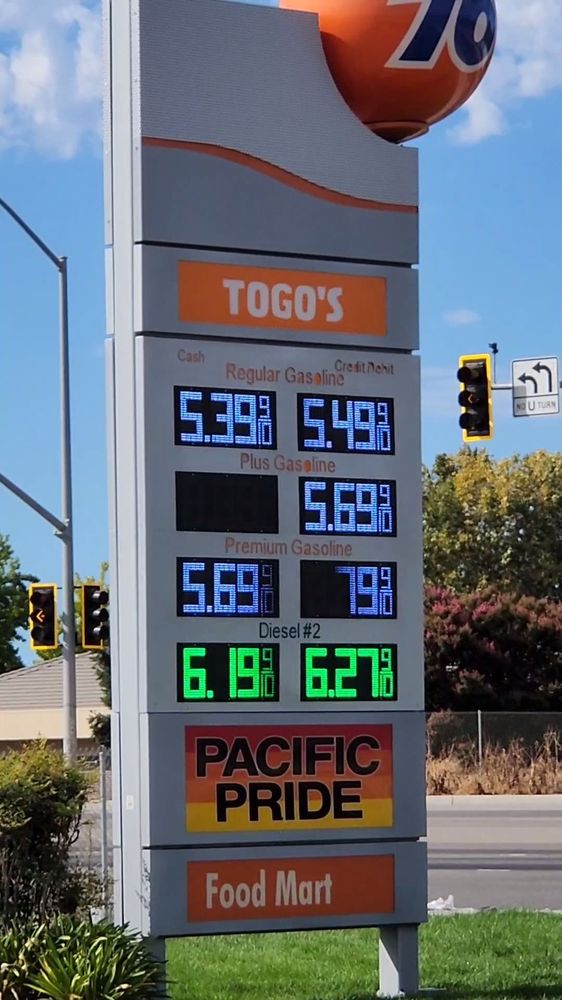 76
TOGO'S
Cash Credit/Debit
Regular Gasoline
5.39 9/10 5.49 9/10
Plus Gasoline
5.69 9/10
Premium Gasoline
5.69 9/10 79 9/10
Diesel #2
6.19 9/10 6.27 9/10
PACIFIC
PRIDE
Food Mart
NO U TURN